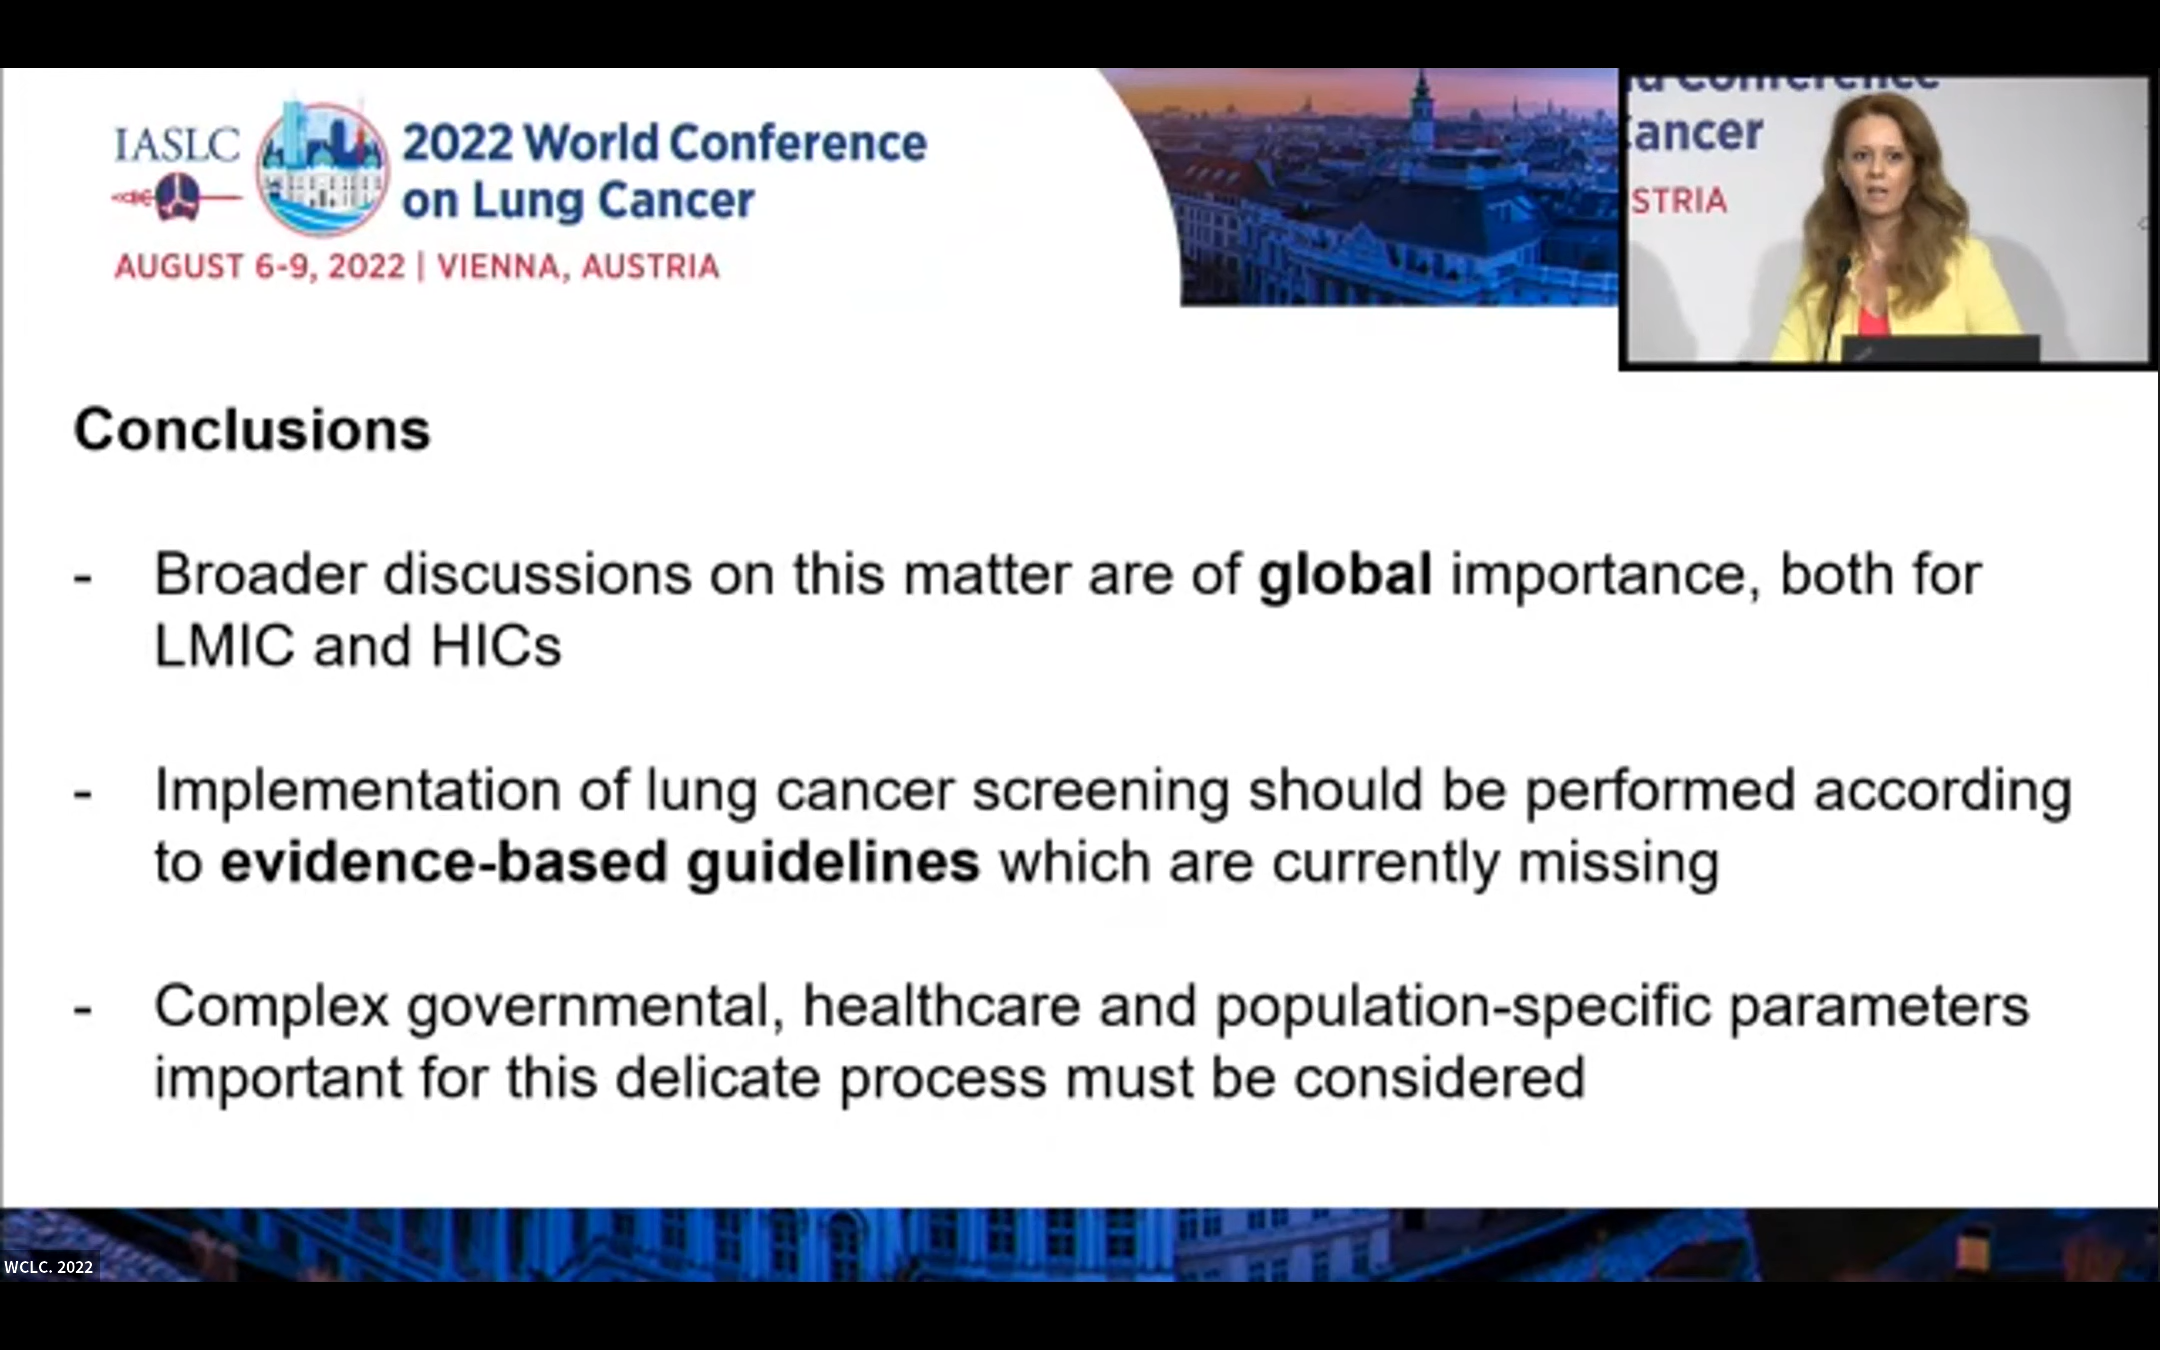 IASLC
2022 World Conference
on Lung Cancer
AUGUST 6-9, 2022 | VIENNA, AUSTRIA
Conference
ancer
STRIA
Conclusions
- Broader discussions on this matter are of global importance, both for
LMIC and HICs
- Implementation of lung cancer screening should be performed according
to evidence-based guidelines which are currently missing
- Complex governmental, healthcare and population-specific parameters
important for this delicate process must be considered
WCLC. 2022